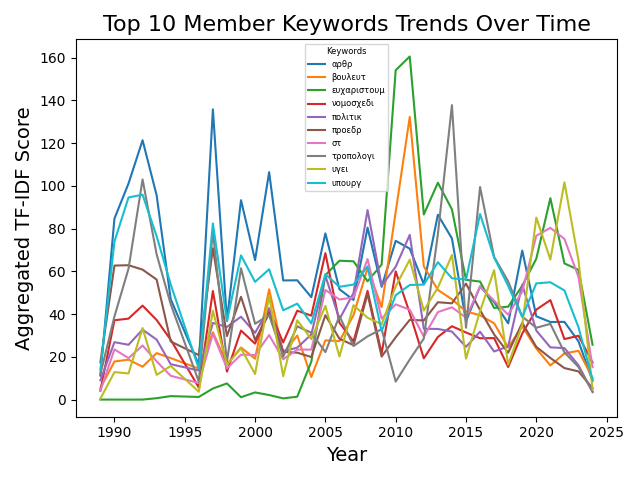 Top 10 Member Keywords Trends Over Time
Aggregated TF-IDF Score
160
140
120
100
80
60
40
20
0
Keywords
αρθρ
βουλευτ
ευχαριστουμ
νομοσχεδι
πολιτικ
προεδρ
στ
τροπολογι
υγει
υπουργ
1990
1995
2000
2005
2010
2015
2020
2025
Year